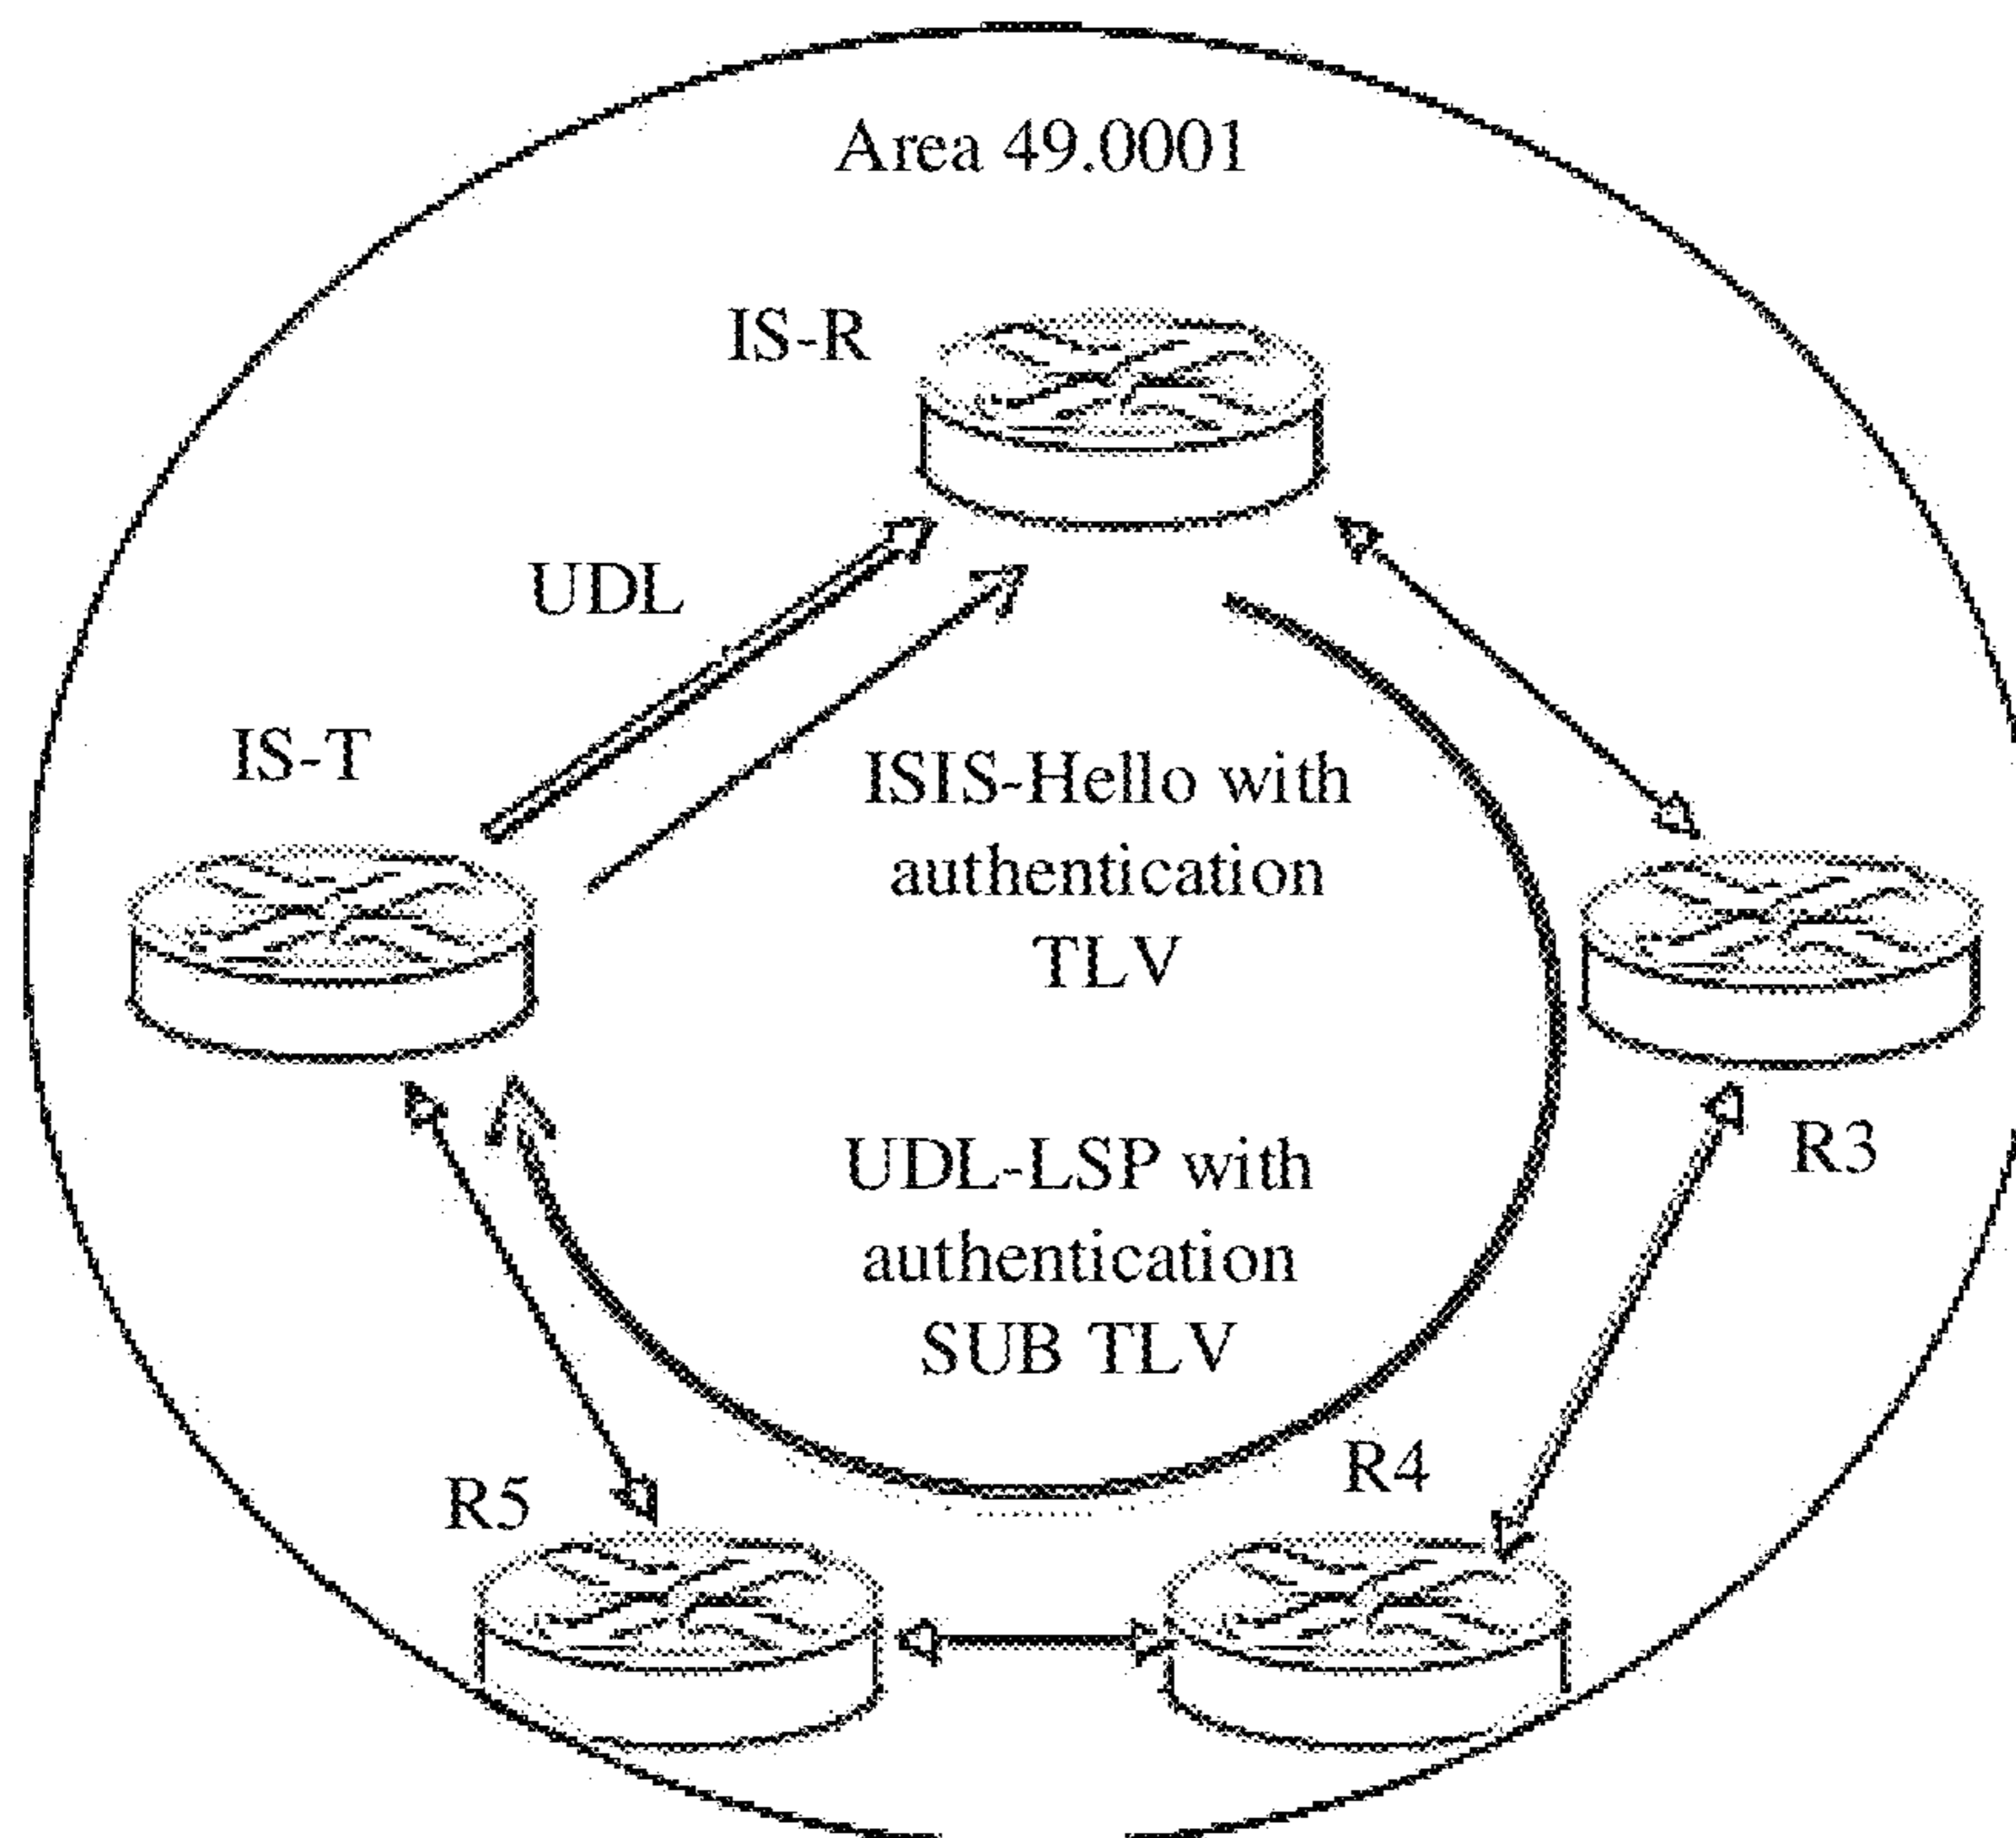 Area 49.0001
IS-R
UDL
IS-T
ISIS-Hello with
authentication
TLV
R3
UDL-LSP with
authentication
SUB TLV
R4
R5